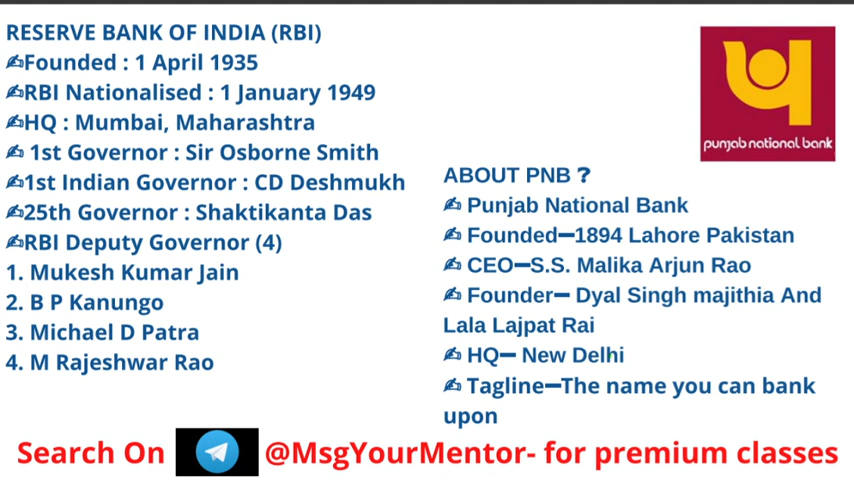 RESERVE BANK OF INDIA (RBI)
✍Founded : 1 April 1935
✍RBI Nationalised : 1 January 1949
✍HQ : Mumbai, Maharashtra
✍ 1st Governor : Sir Osborne Smith
✍1st Indian Governor : CD Deshmukh
✍25th Governor : Shaktikanta Das
✍RBI Deputy Governor (4)
1. Mukesh Kumar Jain
2. B P Kanungo
3. Michael D Patra
4. M Rajeshwar Rao
punjab national bank
ABOUT PNB ?
✍ Punjab National Bank
✍ Founded━1894 Lahore Pakistan
✍ CEO━S.S. Malika Arjun Rao
✍ Founder━ Dyal Singh majithia And
Lala Lajpat Rai
✍ HQ━ New Delhi
✍ Tagline━The name you can bank
upon
Search On @MsgYourMentor- for premium classes